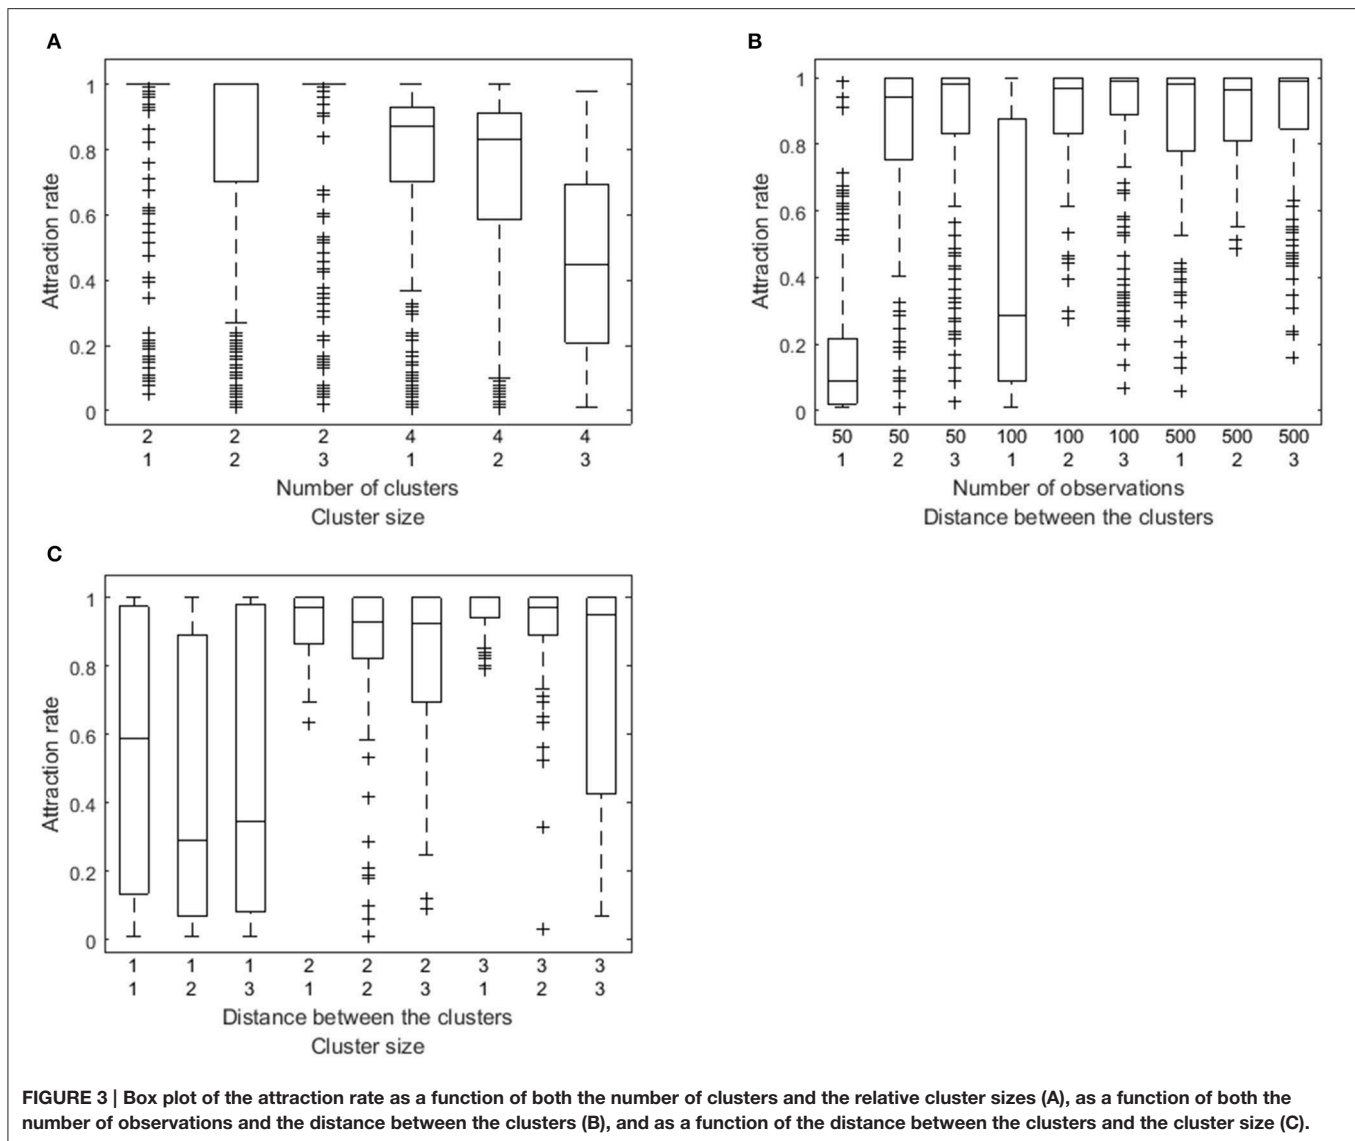 A
Attraction rate
1
0.8
0.6
0.4
0.2
0
2 2 2 4 4 4
1 2 3 1 2 3
Number of clusters
Cluster size
B
Attraction rate
1
0.8
0.6
0.4
0.2
0
50 50 50 100 100 100 500 500 500
1 2 3 1 2 3 1 2 3
Number of observations
Distance between the clusters
C
Attraction rate
1
0.8
0.6
0.4
0.2
0
1 1 1 2 2 2 3 3 3
1 2 3 1 2 3 1 2 3
Distance between the clusters
Cluster size
FIGURE 3 | Box plot of the attraction rate as a function of both the number of clusters and the relative cluster sizes (A), as a function of both the
number of observations and the distance between the clusters (B), and as a function of the distance between the clusters and the cluster size (C).